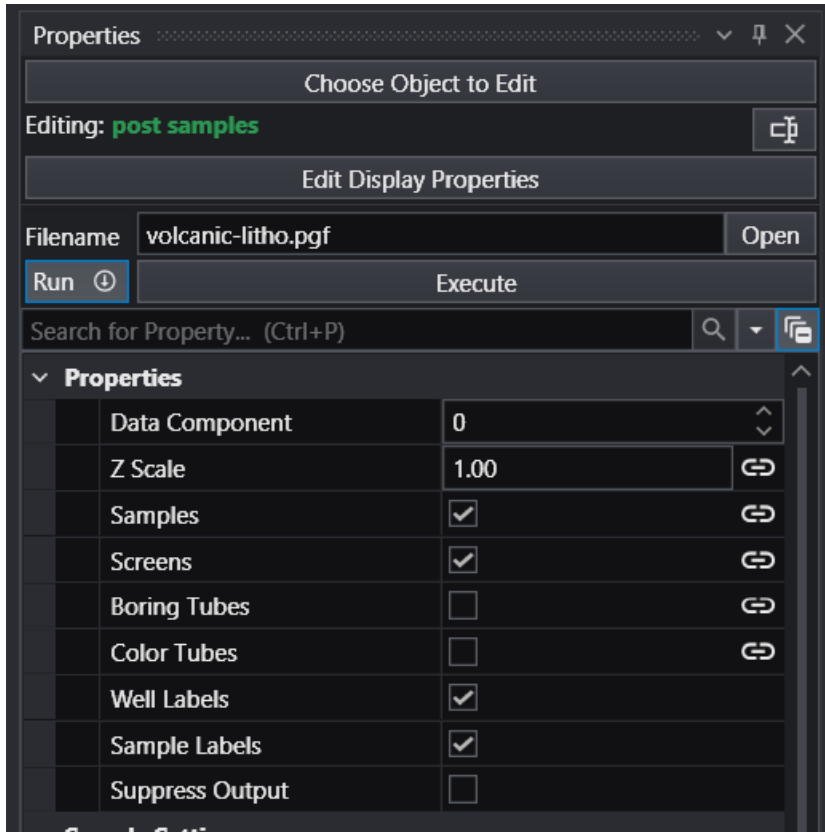 Properties
Choose Object to Edit
Editing: post samples
Edit Display Properties
Filename volcanic-litho.pgf Open
Run Execute
Search for Property... (Ctrl+P)
Properties
Data Component 0
Z Scale 1.00
Samples
Screens
Boring Tubes
Color Tubes
Well Labels
Sample Labels
Suppress Output